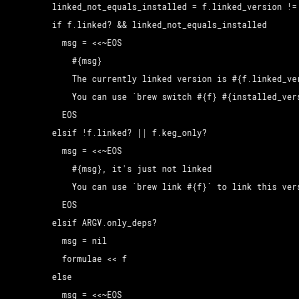 linked_not_equals_installed = f.linked_version !=
if f.linked? && linked_not_equals_installed
msg = <<~EOS
#{msg}
The currently linked version is #{f.linked_ver
You can use `brew switch #{f} #{installed_vers
EOS
elsif !f.linked? || f.keg_only?
msg = <<~EOS
#{msg}, it's just not linked
You can use `brew link #{f}` to link this vers
EOS
elsif ARGV.only_deps?
msg = nil
formulae << f
else
msg = <<~EOS